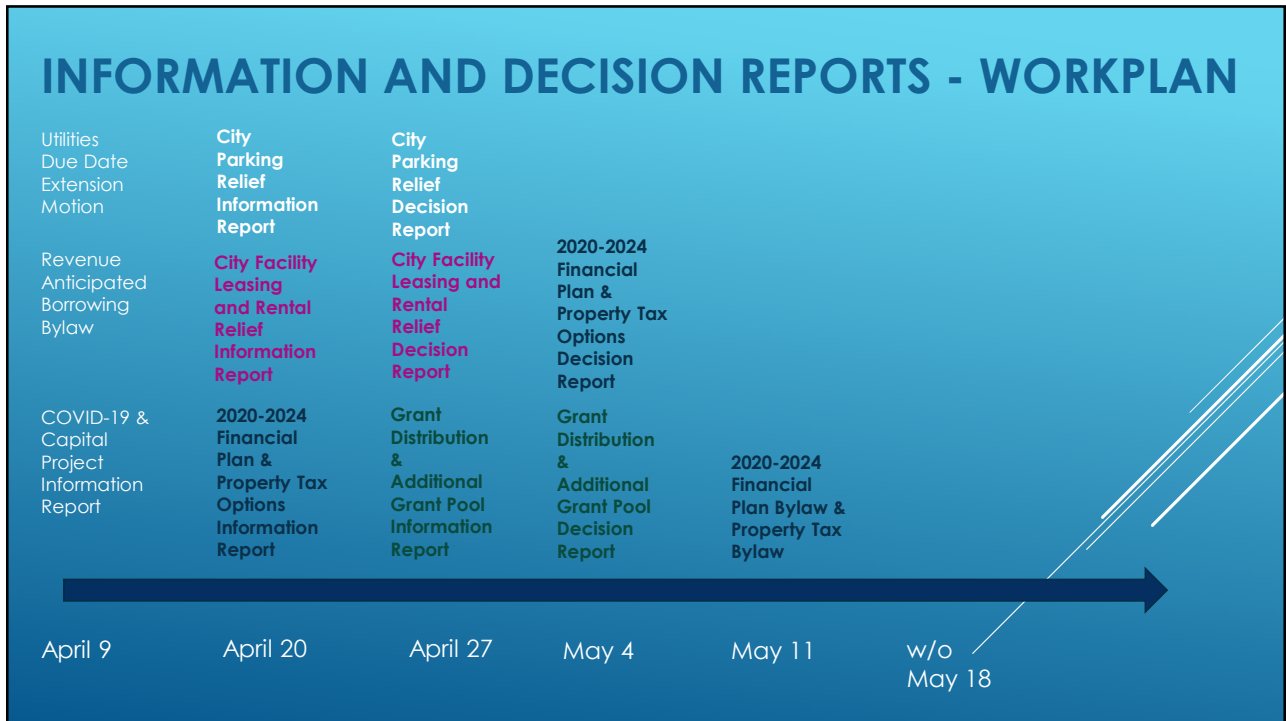 INFORMATION AND DECISION REPORTS - WORKPLAN
Utilities
Due Date
Extension
Motion
Revenue
Anticipated
Borrowing
Bylaw
COVID-19 &
Capital
Project
Information
Report
City
Parking
Relief
Information
Report
City Facility
Leasing
and Rental
Relief
Information
Report
2020-2024
Financial
Plan &
Property Tax
Options
Information
Report
City
Parking
Relief
Decision
Report
City Facility
Leasing and
Rental
Relief
Decision
Report
Grant
Distribution
&
Additional
Grant Pool
Information
Report
2020-2024
Financial
Plan &
Property Tax
Options
Decision
Report
Grant
Distribution
&
Additional
Grant Pool
Decision
Report
2020-2024
Financial
Plan Bylaw &
Property Tax
Bylaw
April 9
April 20
April 27
May 4
May 11
w/o
May 18